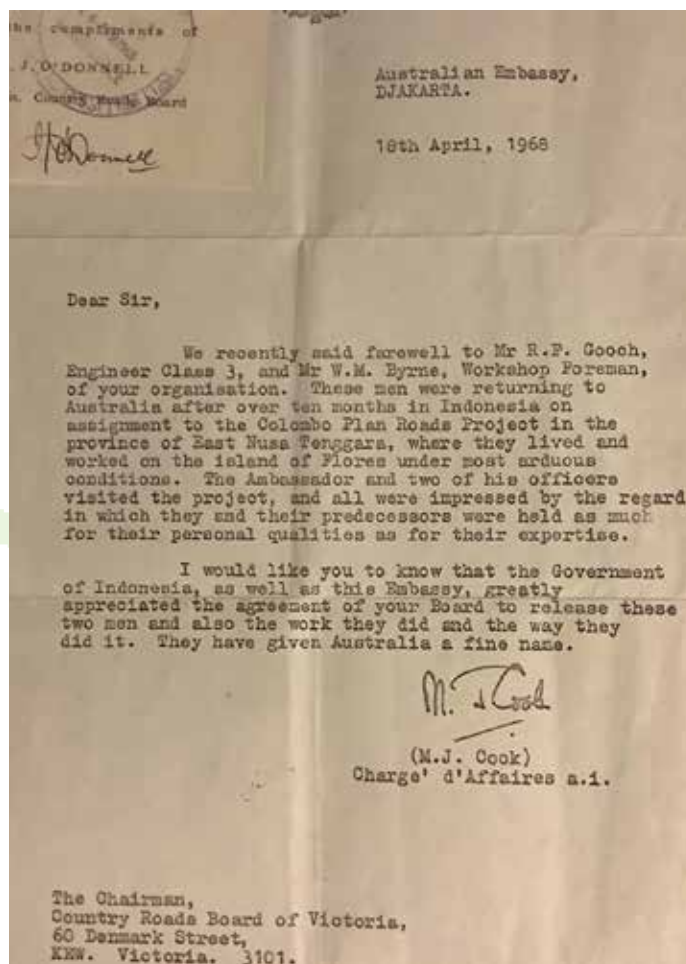 the compliments of
J. O'DONNELL
Country Roads Board
Australian Embassy,
DJAKARTA.
18th April, 1968
Dear Sir,
We recently said farewell to Mr R.P. Gooch,
Engineer Class 3, and Mr W.M. Byrne, Workshop Foreman,
of your organisation. These men were returning to
Australia after over ten months in Indonesia on
assignment to the Colombo Plan Roads Project in the
province of East Nusa Tenggara, where they lived and
worked on the island of Flores under most arduous
conditions. The Ambassador and two of his officers
visited the project, and all were impressed by the regard
in which they and their predecessors were held as much
for their personal qualities as for their expertise.
I would like you to know that the Government
of Indonesia, as well as this Embassy, greatly
appreciated the agreement of your Board to release these
two men and also the work they did and the way they
did it. They have given Australia a fine name.
(M.J. Cook)
Charge' d'Affaires a.i.
The Chairman,
Country Roads Board of Victoria,
60 Denmark Street,
KEW. Victoria. 3101.